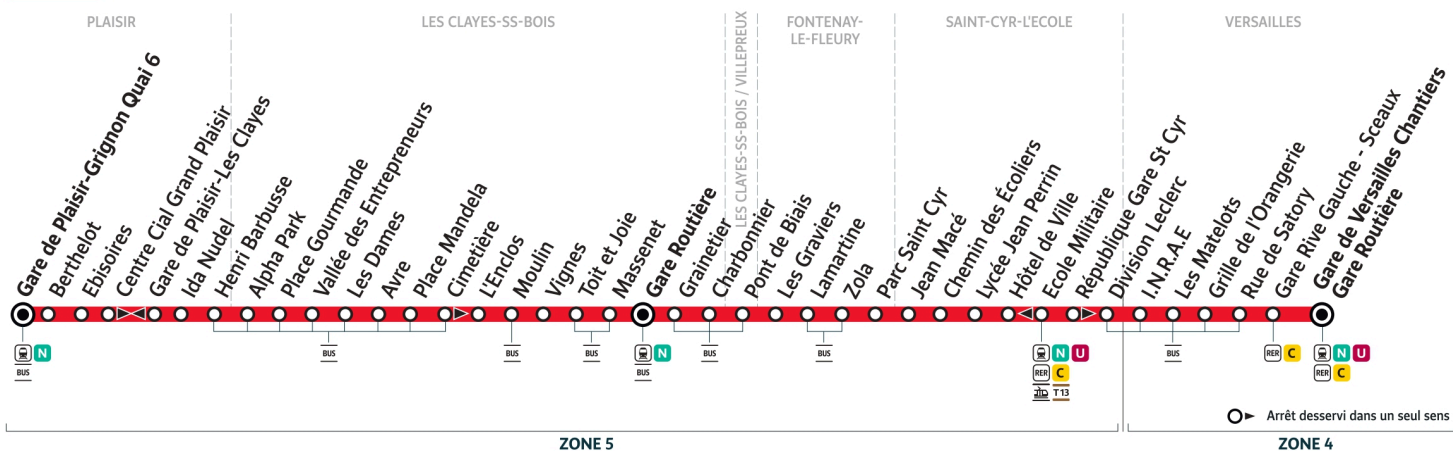 PLAISIR
LES CLAYES-SS-BOIS
LES CLAYES-SS-BOIS / VILLEPREUX
FONTENAY-
LE-FLEURY
SAINT-CYR-L'ECOLE
VERSAILLES
Gare de Plaisir-Grignon Quai 6
Berthelot
Ebisoires
Centre Cial Grand Plaisir
Gare de Plaisir-Les Clayes
Ida Nudel
Henri Barbusse
Alpha Park
Place Gourmande
Vallée des Entrepreneurs
Les Dames
Avre
Place Mandela
Cimetière
L'Enclos
Moulin
Vignes
Toit et Joie
Massenet
Gare Routière
Grainetier
Charbonnier
Pont de Biais
Les Graviers
Lamartine
Zola
Parc Saint Cyr
Jean Macé
Chemin des Écoliers
Lycée Jean Perrin
Hôtel de Ville
Ecole Militaire
République Gare St Cyr
Division Leclerc
I.N.R.A.E
Les Matelots
Grille de l'Orangerie
Rue de Satory
Gare Rive Gauche - Sceaux
Gare de Versailles Chantiers
Gare Routière
N
BUS
BUS
BUS
BUS
N
BUS
BUS
BUS
N U
RER C
T13
BUS
RER C
N U
RER C
Arrêt desservi dans un seul sens
ZONE 5
ZONE 4